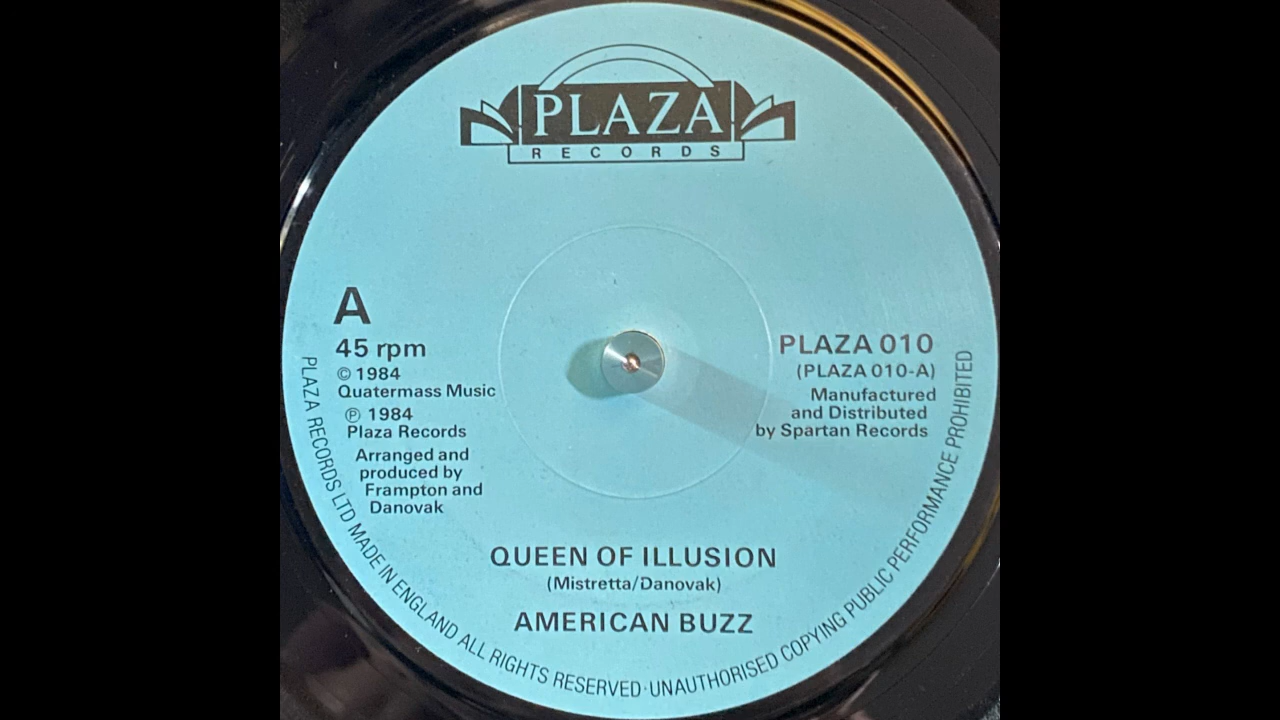 PLAZA
RECORDS
A
45 rpm
© 1984
Quatermass Music
℗ 1984
Plaza Records
Arranged and
produced by
Frampton and
Danovak
PLAZA 010
(PLAZA 010-A)
Manufactured
and Distributed
by Spartan Records
QUEEN OF ILLUSION
(Mistretta/Danovak)
AMERICAN BUZZ
PLAZA RECORDS LTD MADE IN ENGLAND ALL RIGHTS RESERVED·UNAUTHORISED COPYING PUBLIC PERFORMANCE PROHIBITED